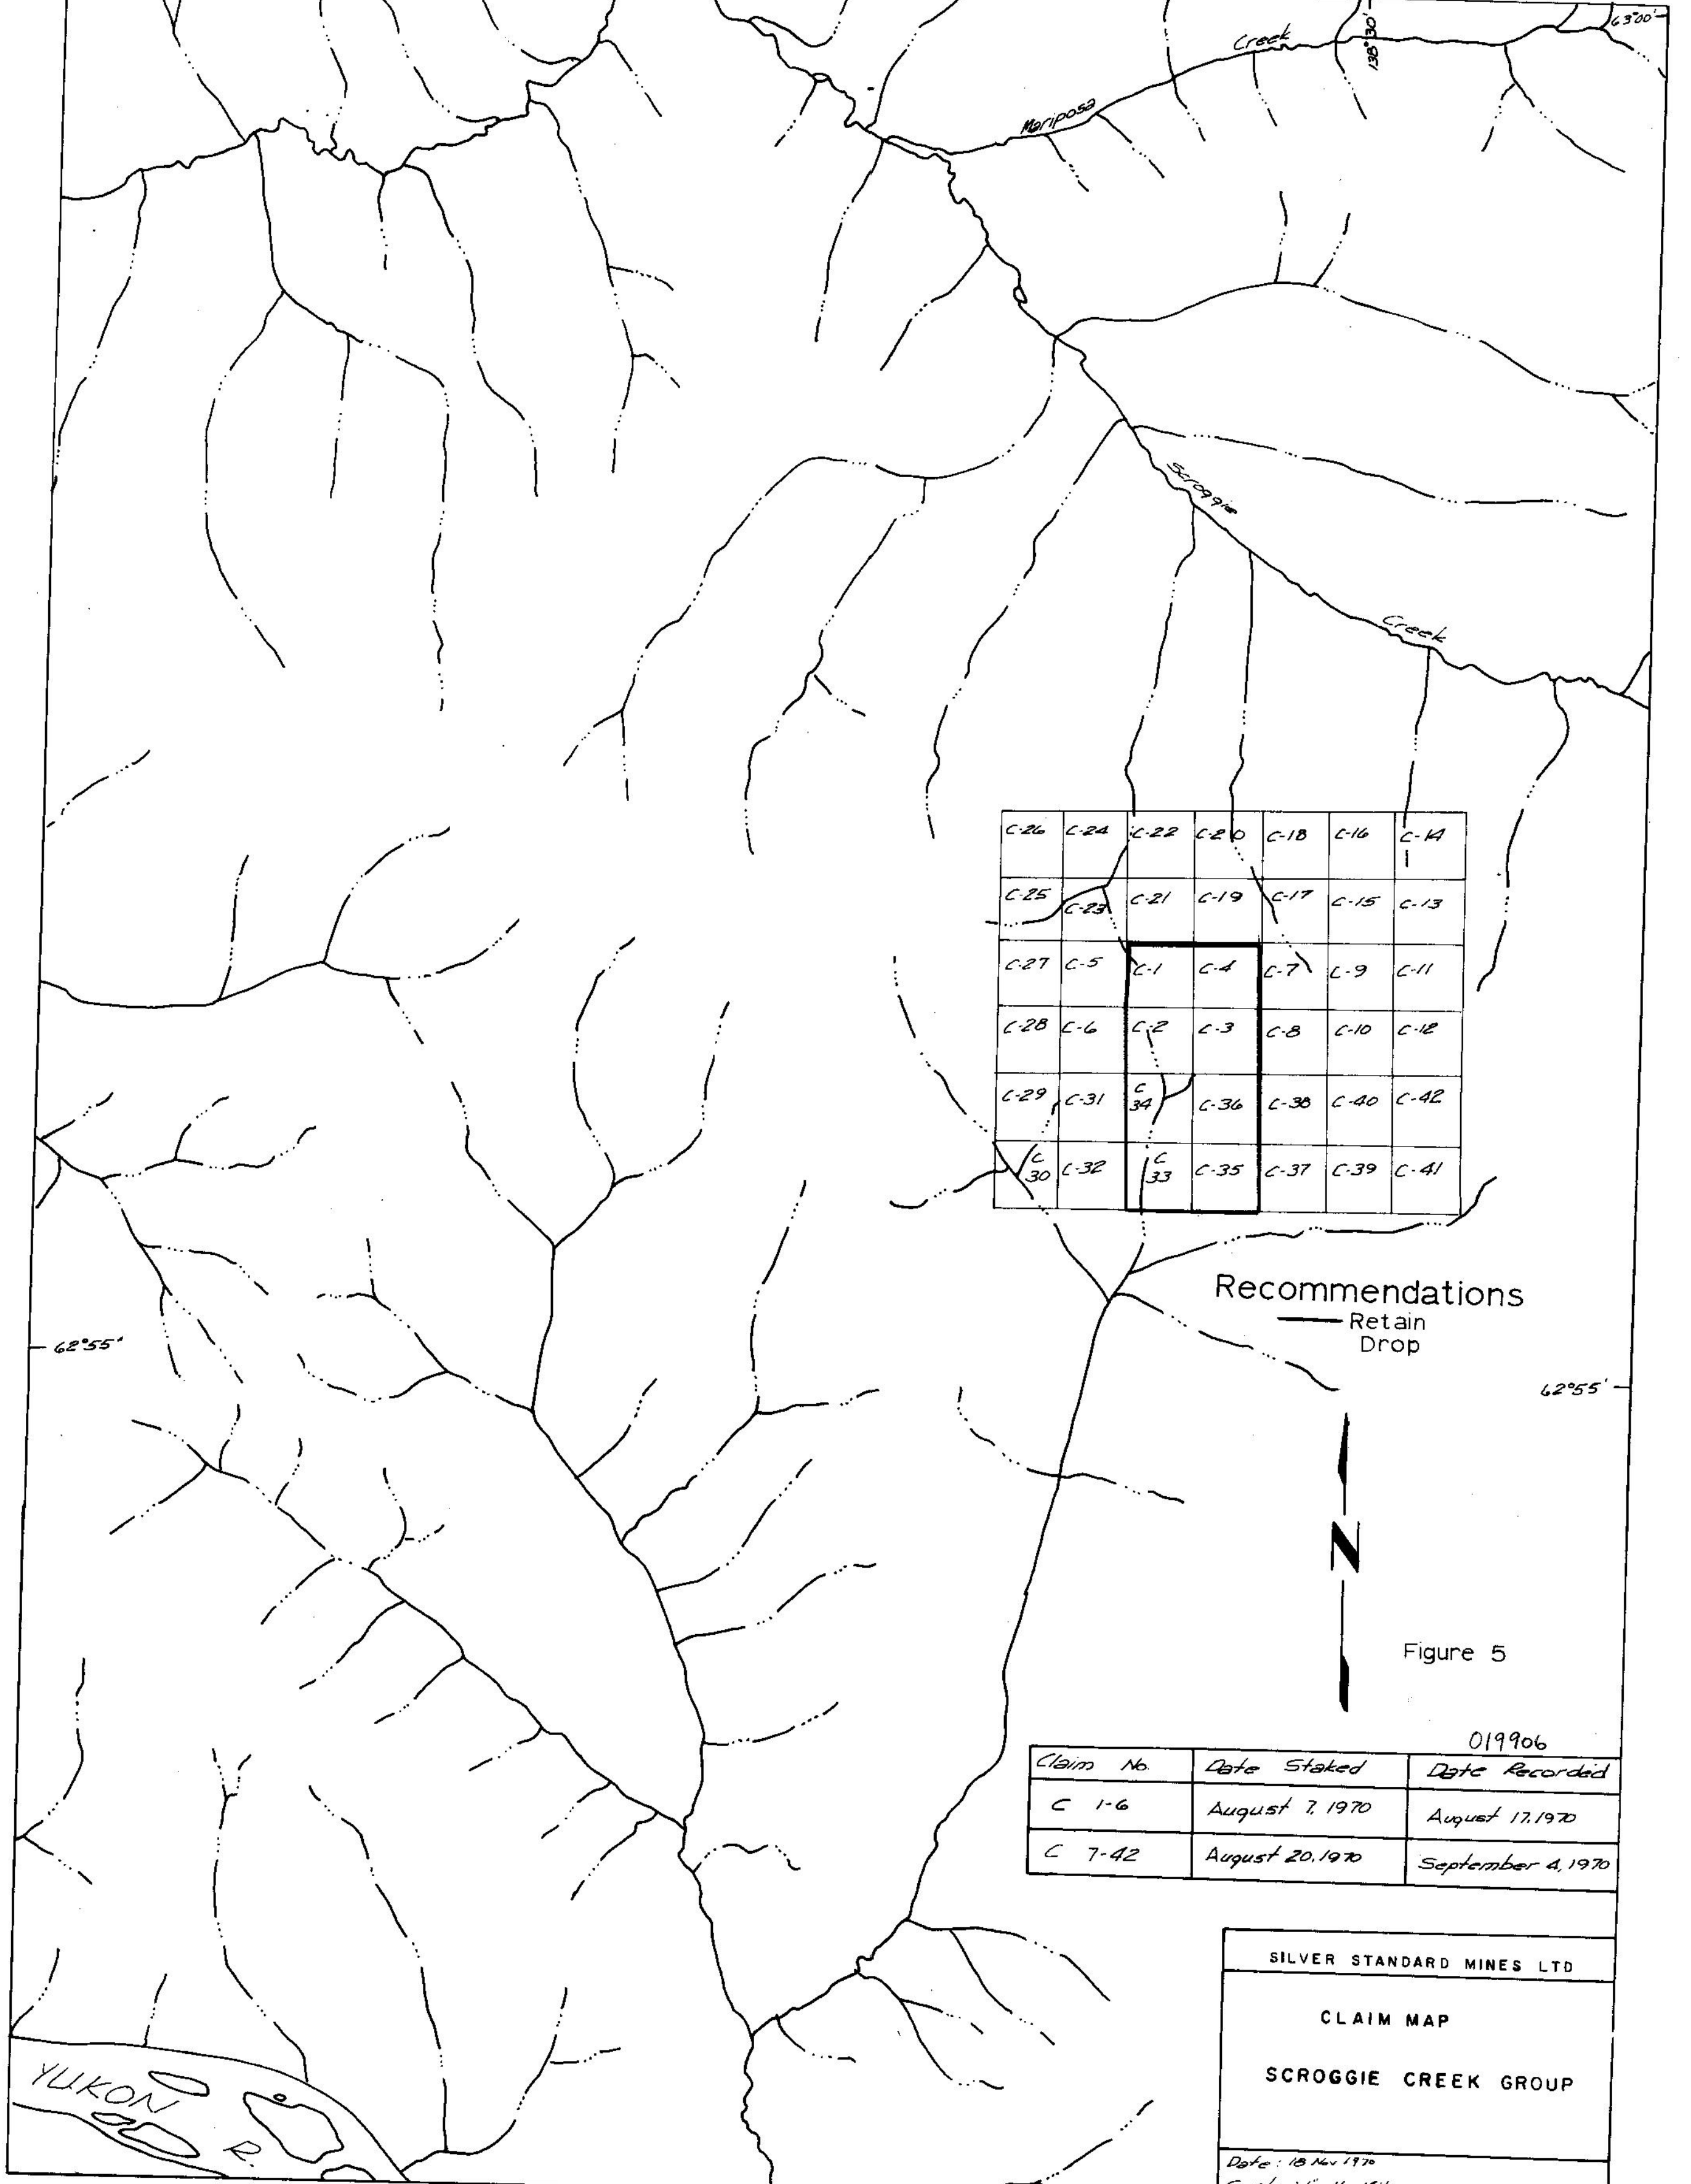 63°00'
138°30'
Creek
Mariposa
Scroggie
Creek
C-26 C-24 C-22 C-20 C-18 C-16 C-14
C-25 C-23 C-21 C-19 C-17 C-15 C-13
C-27 C-5 C-1 C-4 C-7 C-9 C-11
C-28 C-6 C-2 C-3 C-8 C-10 C-12
C-29 C-31 C 34 C-36 C-38 C-40 C-42
C 30 C-32 C 33 C-35 C-37 C-39 C-41
Recommendations
Retain
Drop
62°55'
62°55'
N
Figure 5
019906
Claim No. Date Staked Date Recorded
C 1-6 August 7, 1970 August 17, 1970
C 7-42 August 20, 1970 September 4, 1970
SILVER STANDARD MINES LTD
CLAIM MAP
SCROGGIE CREEK GROUP
Date: 18 Nov 1970
YUKON R.